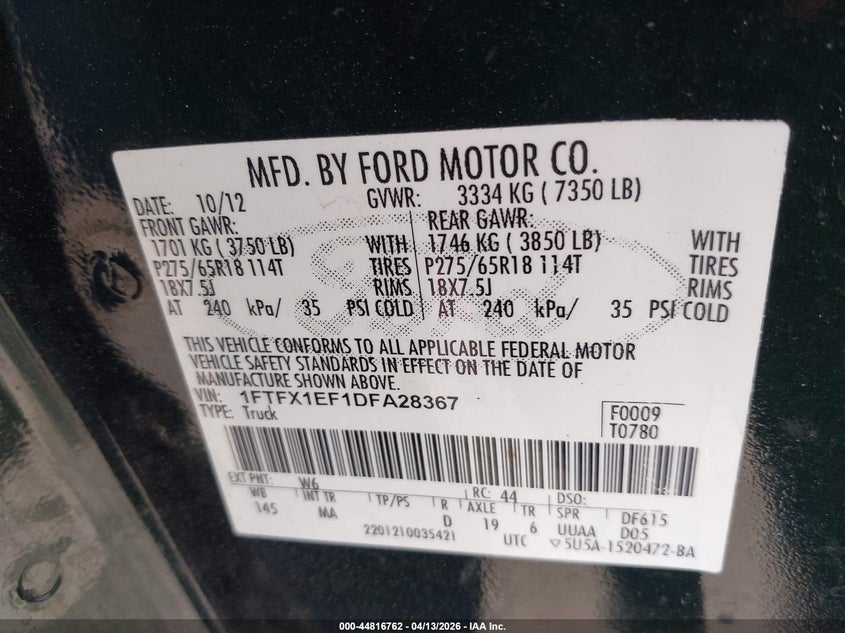 MFD. BY FORD MOTOR CO.
DATE: 10/12 GVWR: 3334 KG ( 7350 LB)
FRONT GAWR: REAR GAWR:
1701 KG ( 3750 LB) WITH 1746 KG ( 3850 LB) WITH
P275/65R18 114T TIRES P275/65R18 114T TIRES
18X7.5J RIMS 18X7.5J RIMS
AT 240 kPa/ 35 PSI COLD AT 240 kPa/ 35 PSI COLD
THIS VEHICLE CONFORMS TO ALL APPLICABLE FEDERAL MOTOR
VEHICLE SAFETY STANDARDS IN EFFECT ON THE DATE OF
MANUFACTURE SHOWN ABOVE.
VIN: 1FTFX1EF1DFA28367 F0009
TYPE: Truck T0780
EXT PNT: W6 RC: 44 DSO:
WB INT TR TP/PS R AXLE TR SPR DF615
145 MA D 19 6 UUAA D05
2201210035421 UTC ▽5U5A-1520472-BA
000-44816762 - 04/13/2026 - IAA Inc.